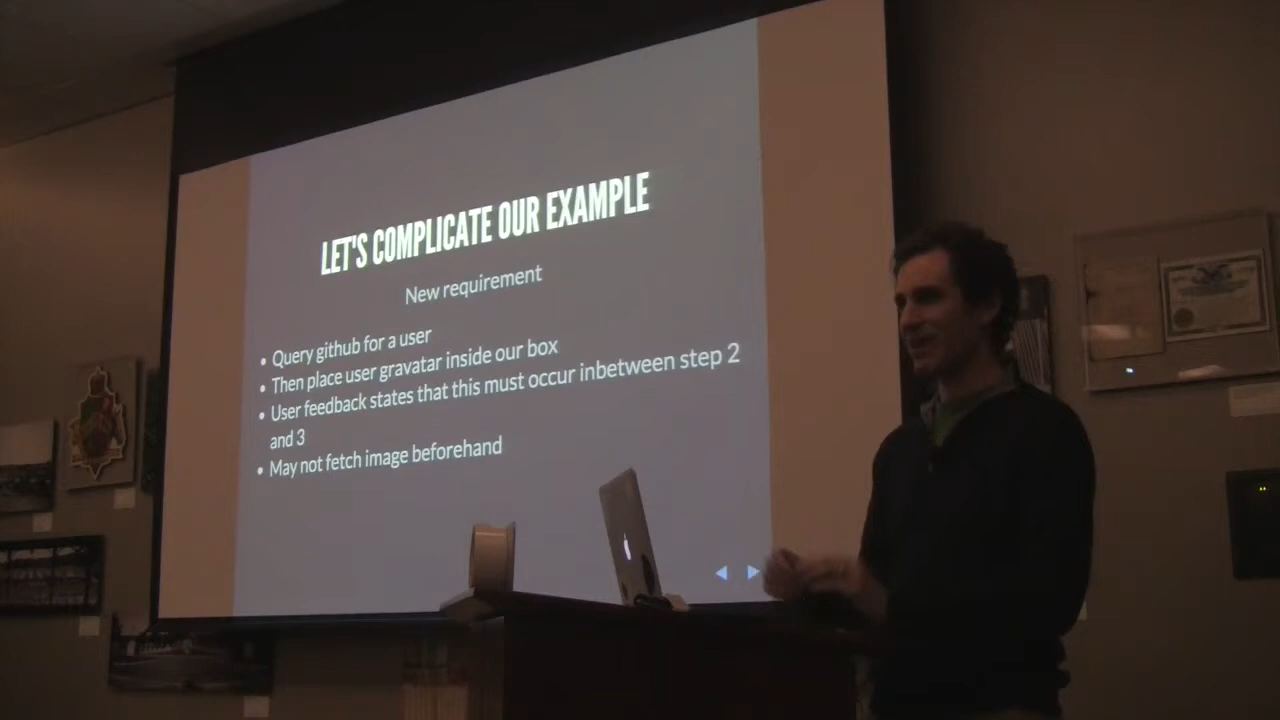 LET'S COMPLICATE OUR EXAMPLE
New requirement
• Query github for a user
• Then place user gravatar inside our box
• User feedback states that this must occur inbetween step 2
and 3
• May not fetch image beforehand